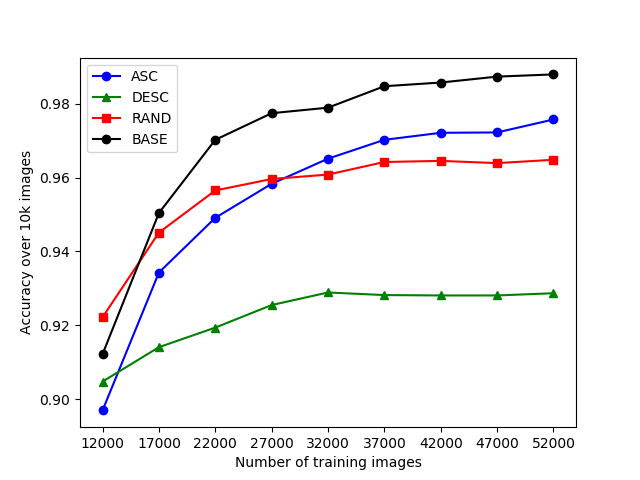 ASC
DESC
RAND
BASE
0.98
0.96
0.94
0.92
0.90
Accuracy over 10k images
12000 17000 22000 27000 32000 37000 42000 47000 52000
Number of training images